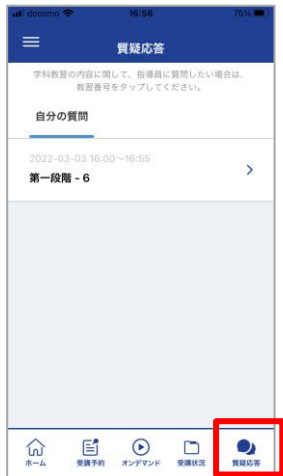 docomo 16:56 75%
質疑応答
学科教習の内容に関して、指導員に質問したい場合は、
教習番号をタップしてください。
自分の質問
2022-03-03 16:00〜16:55
第一段階 - 6
ホーム 受講予約 オンデマンド 受講状況 質疑応答